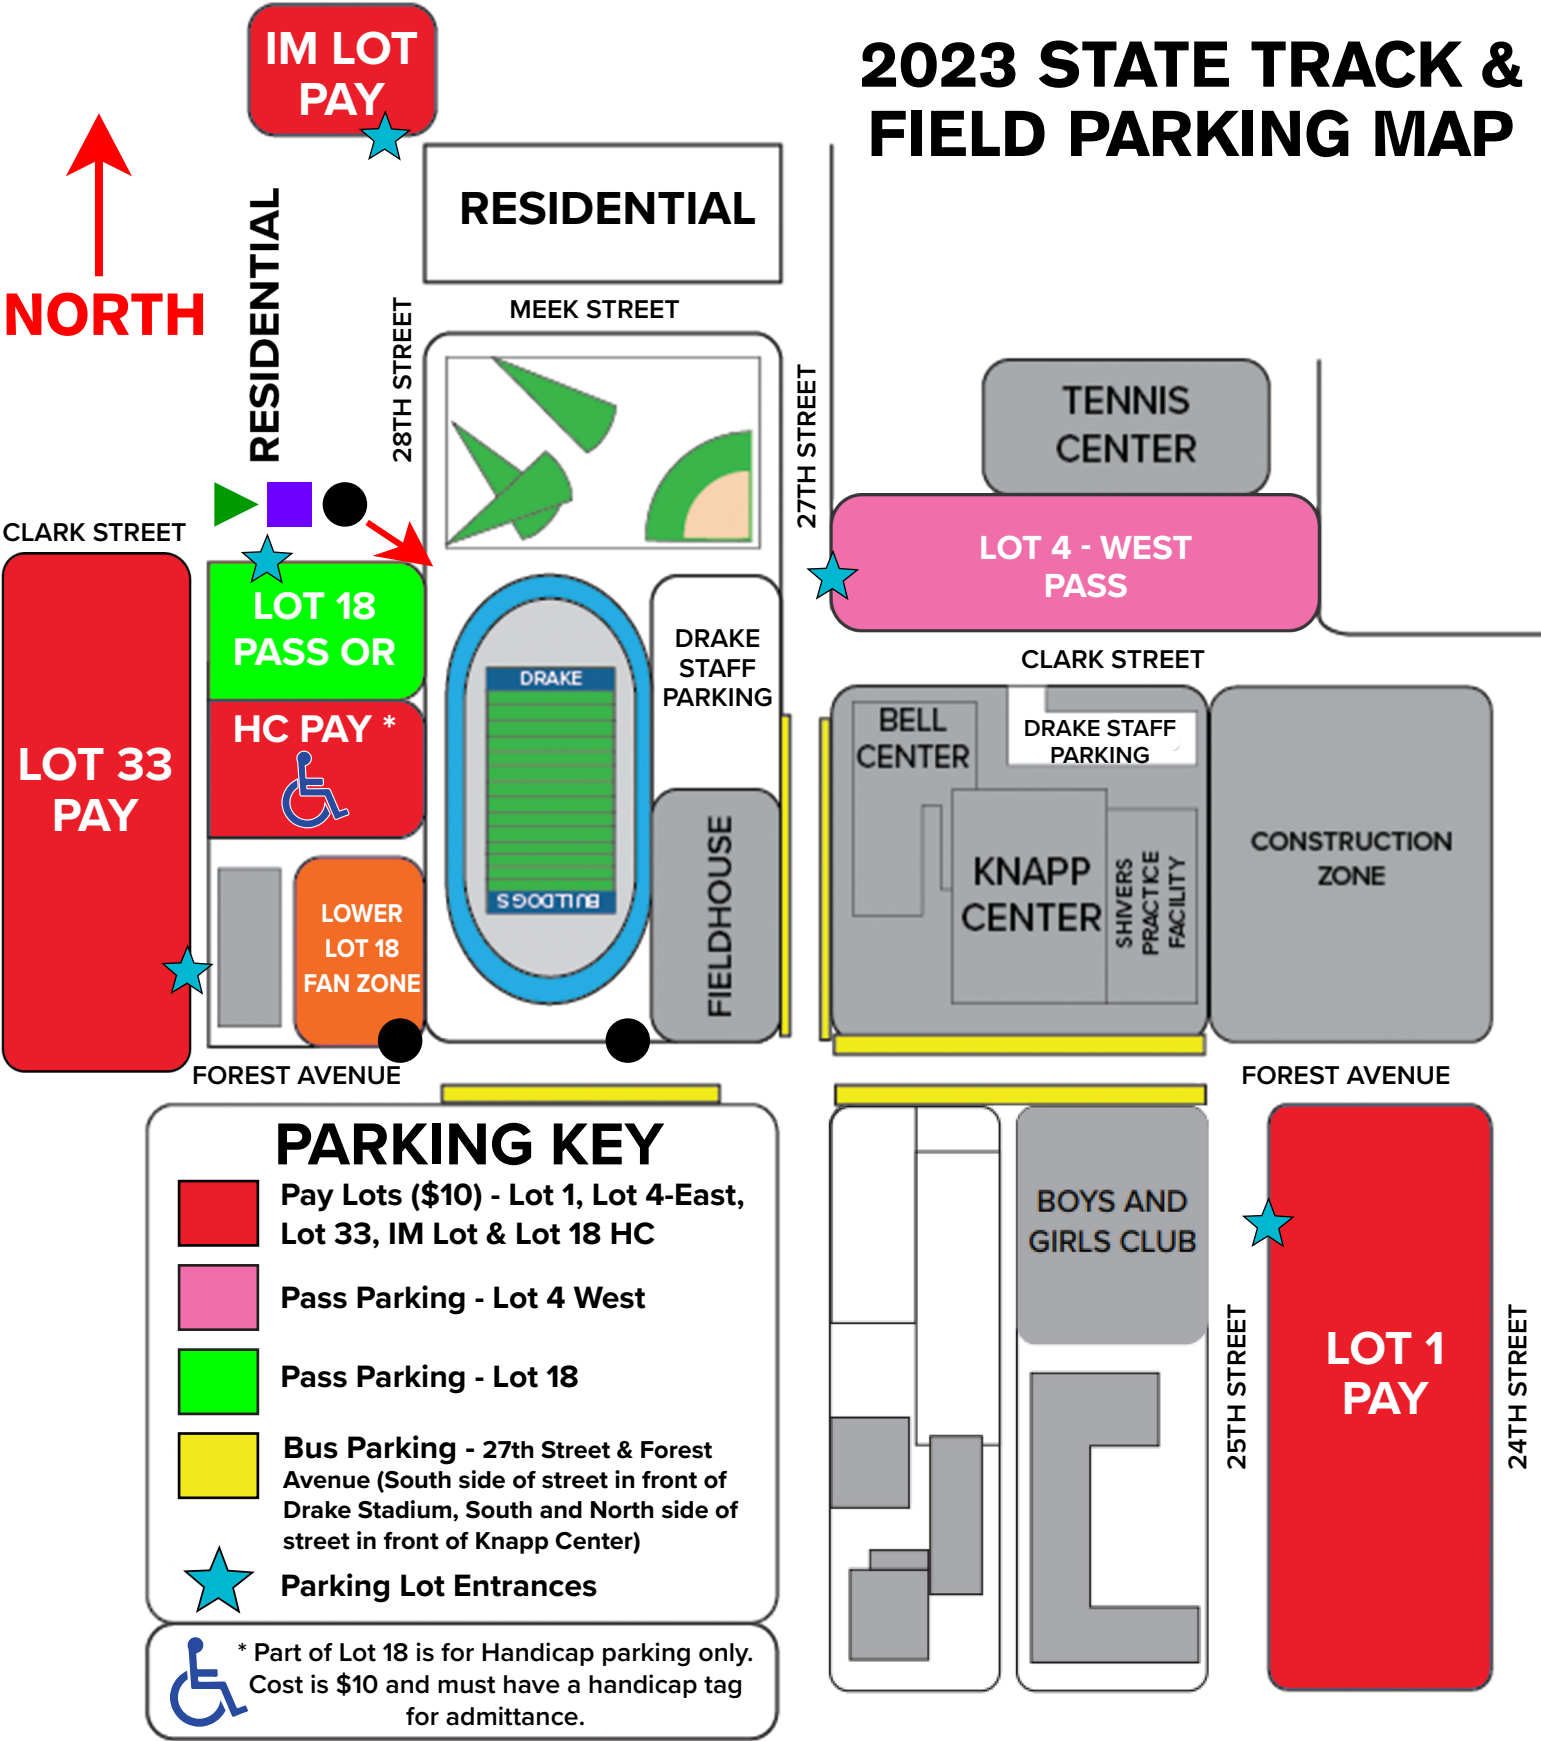 IM LOT
PAY
2023 STATE TRACK &
FIELD PARKING MAP
NORTH
RESIDENTIAL
RESIDENTIAL
MEEK STREET
28TH STREET
27TH STREET
TENNIS
CENTER
CLARK STREET
LOT 4 - WEST
PASS
LOT 18
PASS OR
HC PAY *
LOT 33
PAY
DRAKE
BULLDOGS
DRAKE
STAFF
PARKING
CLARK STREET
BELL
CENTER
DRAKE STAFF
PARKING
KNAPP
CENTER
SHIVERS
PRACTICE
FACILITY
CONSTRUCTION
ZONE
FIELDHOUSE
LOWER
LOT 18
FAN ZONE
FOREST AVENUE
FOREST AVENUE
PARKING KEY
Pay Lots ($10) - Lot 1, Lot 4-East,
Lot 33, IM Lot & Lot 18 HC
Pass Parking - Lot 4 West
Pass Parking - Lot 18
Bus Parking - 27th Street & Forest
Avenue (South side of street in front of
Drake Stadium, South and North side of
street in front of Knapp Center)
Parking Lot Entrances
* Part of Lot 18 is for Handicap parking only.
Cost is $10 and must have a handicap tag
for admittance.
BOYS AND
GIRLS CLUB
25TH STREET
LOT 1
PAY
24TH STREET